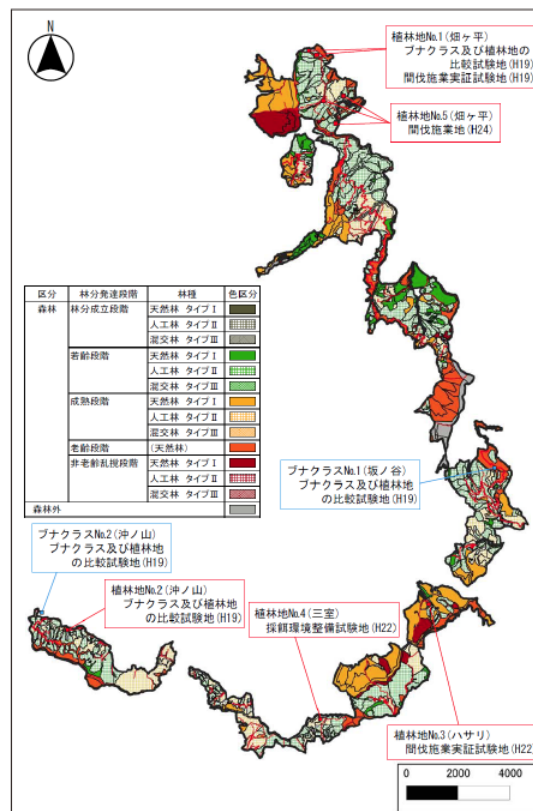 N
植林地No.1(畑ヶ平)
ブナクラス及び植林地の
比較試験地(H19)
間伐施業実証試験地(H19)
植林地No.5(畑ヶ平)
間伐施業地(H24)
区分 林分発達段階 林種 色区分
森林 林分成立段階 天然林 タイプⅠ
人工林 タイプⅡ
混交林 タイプⅢ
若齢段階 天然林 タイプⅠ
人工林 タイプⅡ
混交林 タイプⅢ
成熟段階 天然林 タイプⅠ
人工林 タイプⅡ
混交林 タイプⅢ
老齢段階 (天然林)
非老齢乱撹段階 天然林 タイプⅠ
人工林 タイプⅡ
混交林 タイプⅢ
森林外
ブナクラスNo.1(坂ノ谷)
ブナクラス及び植林地
の比較試験地
(H19)
ブナクラスNo.2(沖ノ山)
ブナクラス及び植林地
の比較試験地(H19)
植林地No.2(沖ノ山)
ブナクラス及び植林地
の比較試験地(H19)
植林地No.4(三室)
採餌環境整備試験地(H22)
植林地No.3(ハサリ)
間伐施業実証試験地(H22)
0 2000 4000